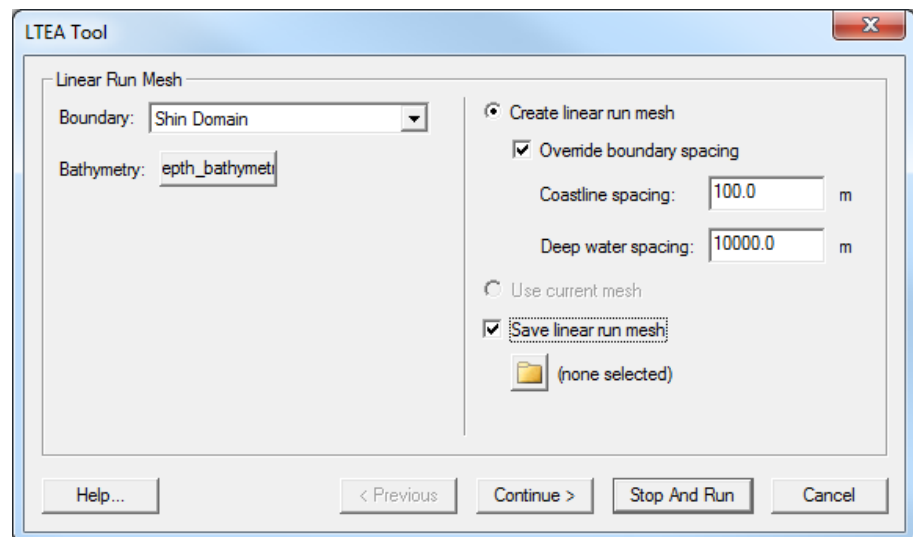 LTEA Tool
Linear Run Mesh
Boundary: Shin Domain
Bathymetry: epth_bathymet
Create linear run mesh
Override boundary spacing
Coastline spacing: 100.0 m
Deep water spacing: 10000.0 m
Use current mesh
Save linear run mesh
(none selected)
Help... < Previous Continue > Stop And Run Cancel